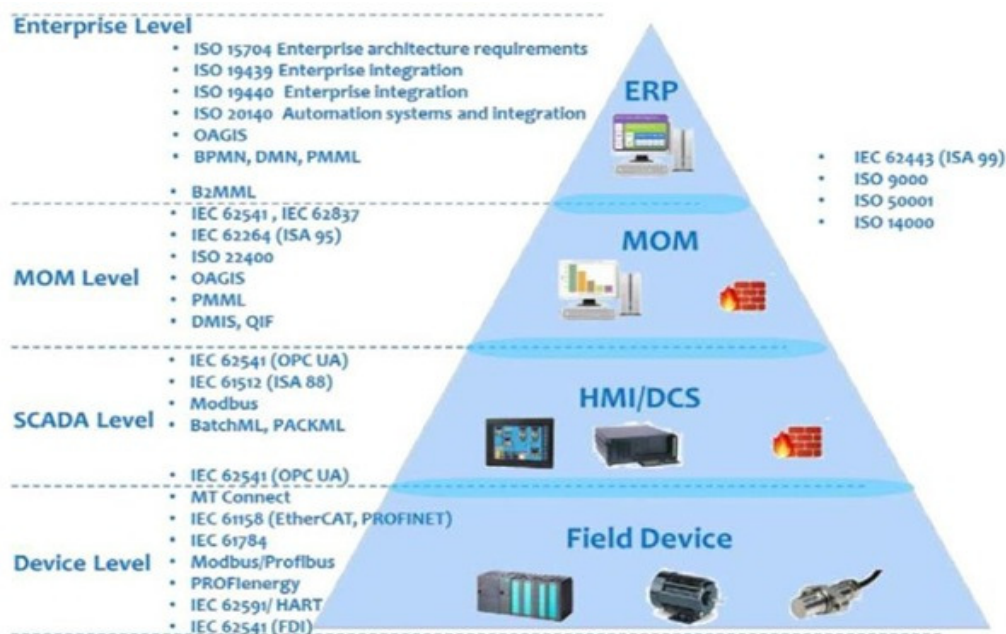 Enterprise Level
• ISO 15704 Enterprise architecture requirements
• ISO 19439 Enterprise integration
• ISO 19440 Enterprise integration
• ISO 20140 Automation systems and integration
• OAGIS
• BPMN, DMN, PMML
• B2MML
ERP
• IEC 62443 (ISA 99)
• ISO 9000
• ISO 50001
• ISO 14000
MOM Level
• IEC 62541 , IEC 62837
• IEC 62264 (ISA 95)
• ISO 22400
• OAGIS
• PMML
• DMIS, QIF
MOM
SCADA Level
• IEC 62541 (OPC UA)
• IEC 61512 (ISA 88)
• Modbus
• BatchML, PACKML
• IEC 62541 (OPC UA)
HMI/DCS
Device Level
• MT Connect
• IEC 61158 (EtherCAT, PROFINET)
• IEC 61784
• Modbus/Profibus
• PROFIenergy
• IEC 62591/ HART
• IEC 62541 (FDI)
Field Device